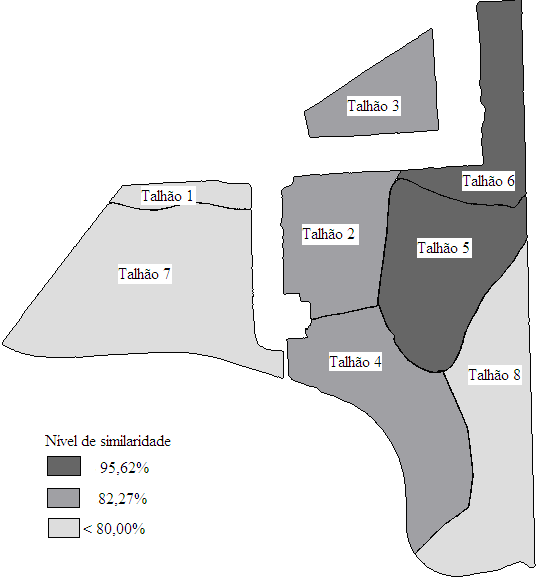 Talhão 3
Talhão 6
Talhão 1
Talhão 2
Talhão 5
Talhão 7
Talhão 4
Talhão 8
Nível de similaridade
95,62%
82,27%
< 80,00%